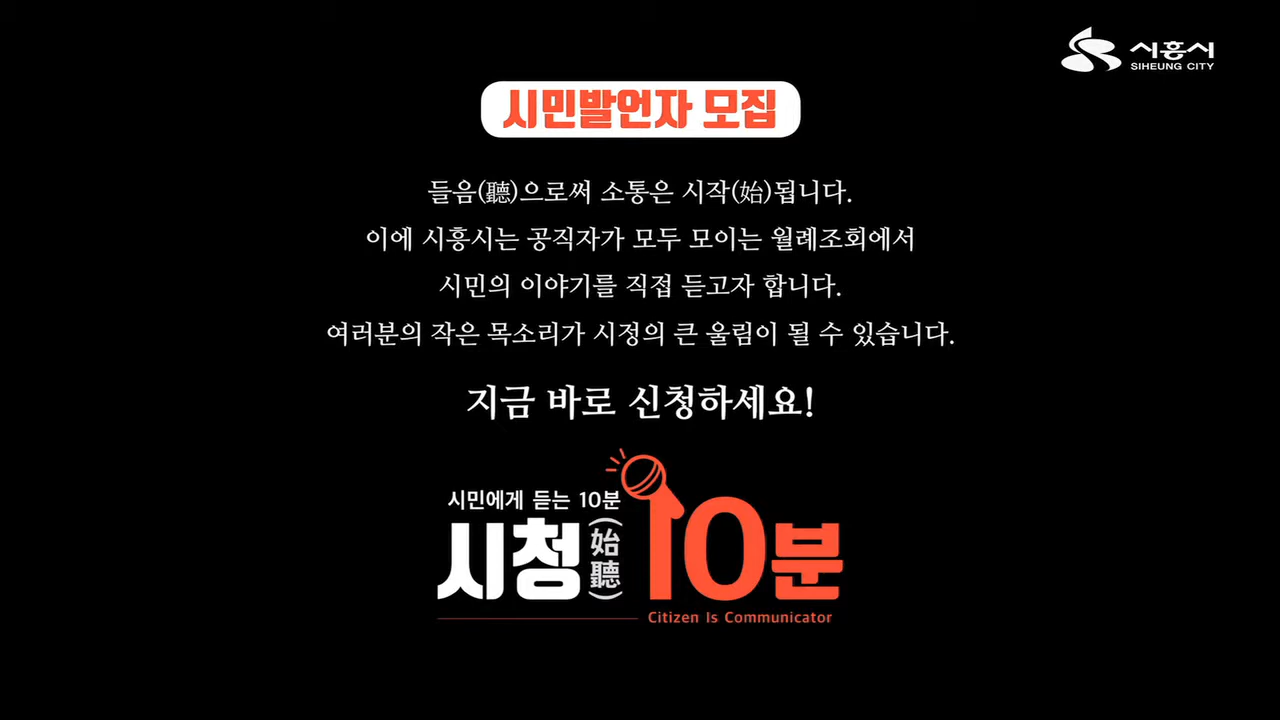 시흥시
SIHEUNG CITY
시민발언자 모집
들음(聽)으로써 소통은 시작(始)됩니다.
이에 시흥시는 공직자가 모두 모이는 월례조회에서
시민의 이야기를 직접 듣고자 합니다.
여러분의 작은 목소리가 시정의 큰 울림이 될 수 있습니다.
지금 바로 신청하세요!
시민에게 듣는 10분
시청(始聽)10분
Citizen Is Communicator